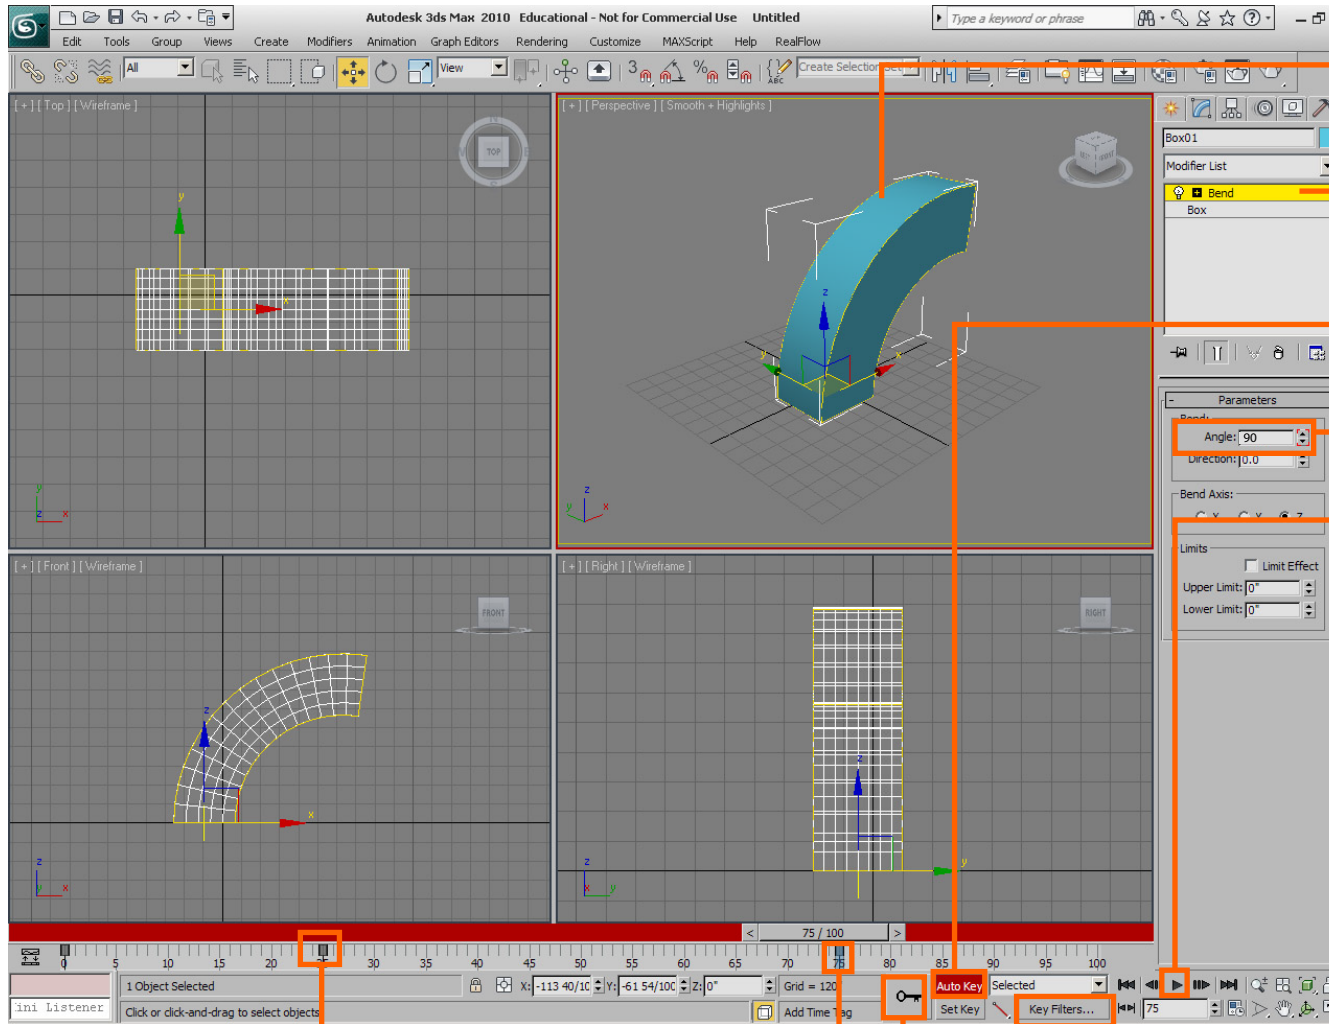 Autodesk 3ds Max 2010 Educational - Not for Commercial Use Untitled
Type a keyword or phrase
Edit Tools Group Views Create Modifiers Animation Graph Editors Rendering Customize MAXScript Help RealFlow
All
View
3
%
ABC
Create Selection Set
[ + ] [ Top ] [ Wireframe ]
TOP
y
x
y
z x
[ + ] [ Perspective ] [ Smooth + Highlights ]
FRONT
z
y
x
z
y x
Box01
Modifier List
Bend
Box
- Parameters
Bend:
Angle: 90
Direction: 0.0
Bend Axis:
X Y Z
Limits
Limit Effect
Upper Limit: 0"
Lower Limit: 0"
[ + ] [ Front ] [ Wireframe ]
FRONT
z
x
z
y x
[ + ] [ Right ] [ Wireframe ]
RIGHT
z
y
z
x y
< 75 / 100 >
0 5 10 15 20 25 30 35 40 45 50 55 60 65 70 75 80 85 90 95 100
1 Object Selected
X: -113 40/10 Y: -61 54/100 Z: 0"
Grid = 120"
Auto Key Selected
ini Listener
Click or click-and-drag to select objects
Add Time Tag
Set Key
Key Filters...
75